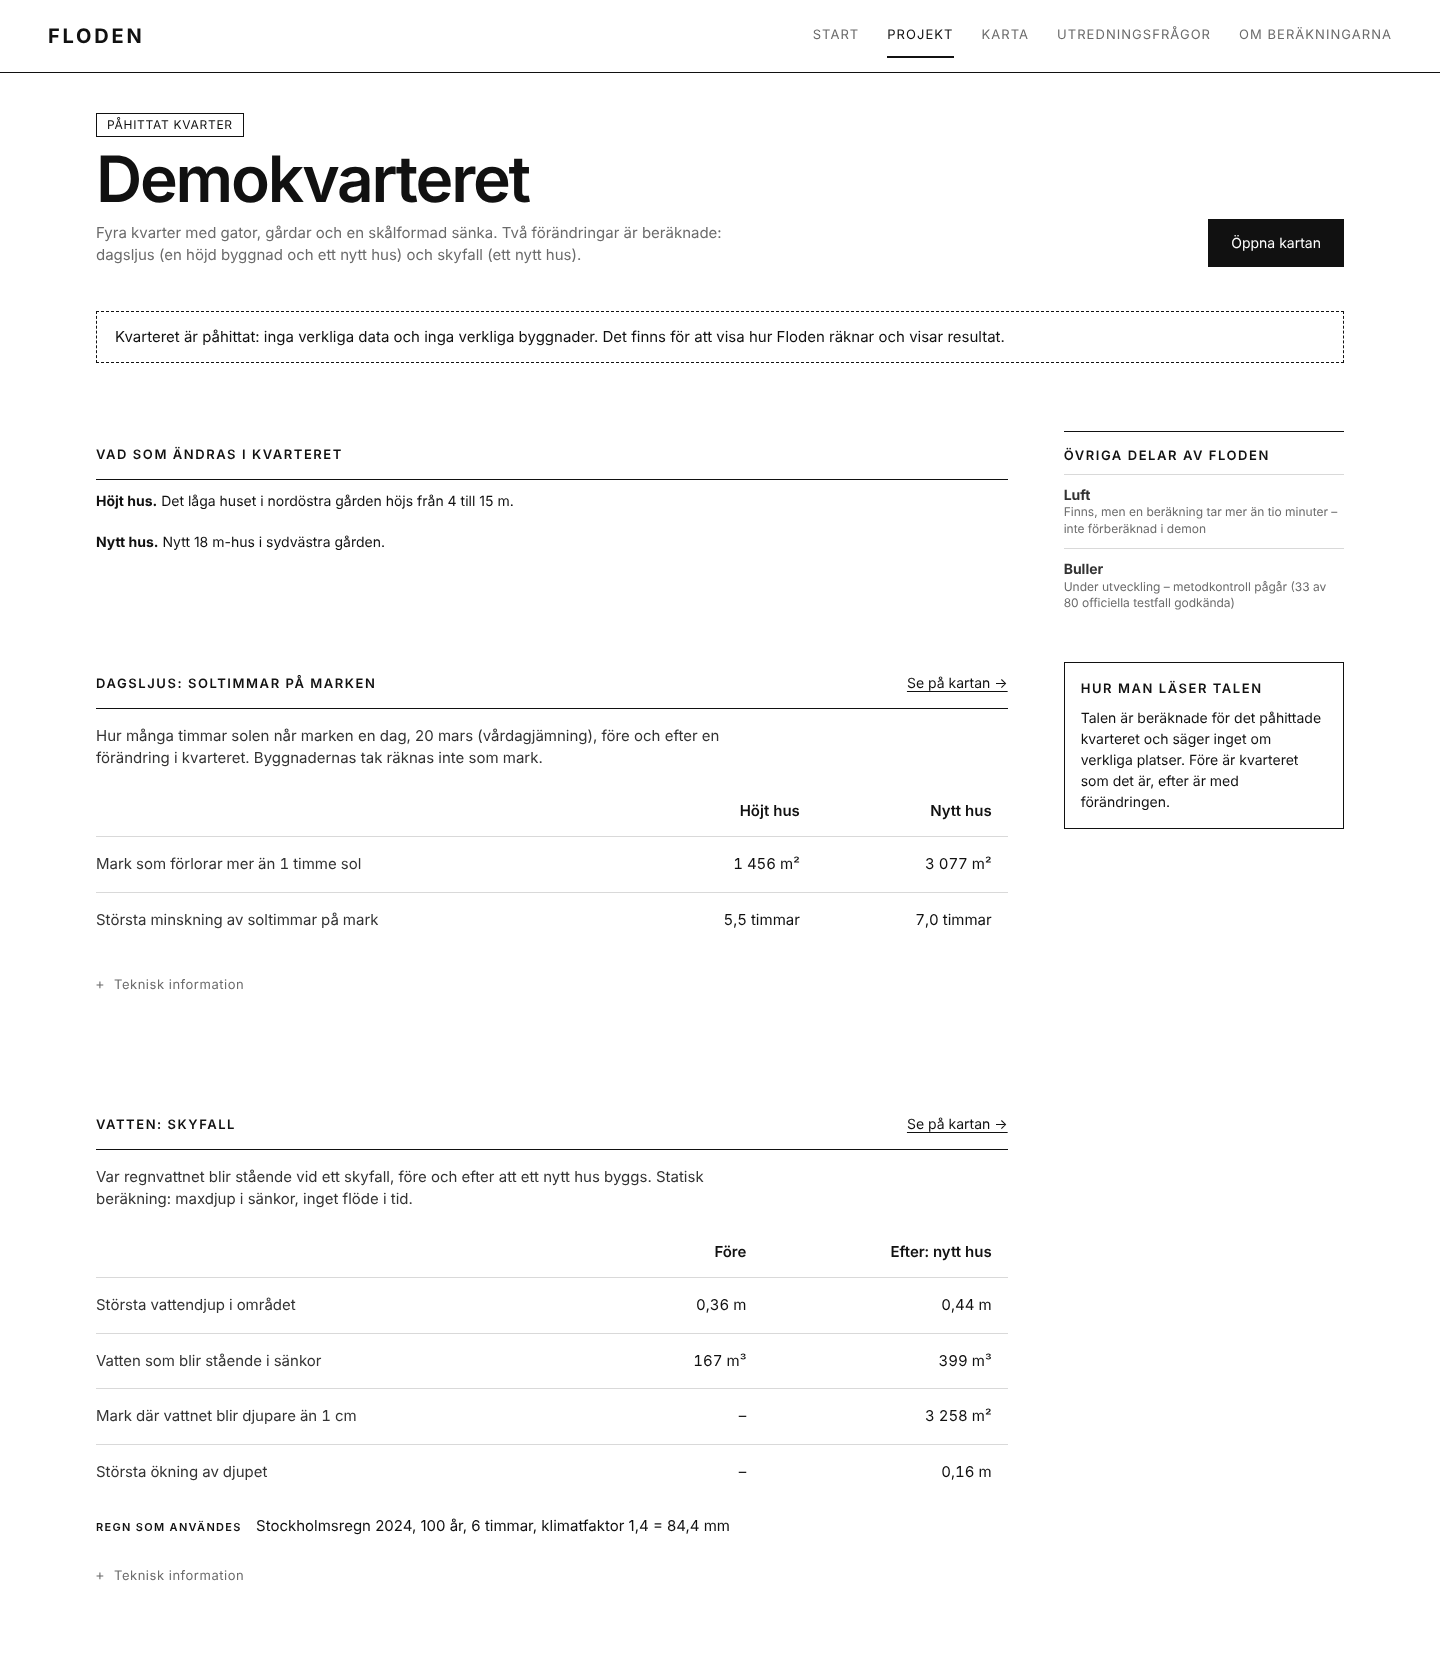 FLODEN
START PROJEKT KARTA UTREDNINGSFRÅGOR OM BERÄKNINGARNA
PÅHITTAT KVARTER
Demokvarteret
Fyra kvarter med gator, gårdar och en skålformad sänka. Två förändringar är beräknade:
dagsljus (en höjd byggnad och ett nytt hus) och skyfall (ett nytt hus).
Öppna kartan
Kvarteret är påhittat: inga verkliga data och inga verkliga byggnader. Det finns för att visa hur Floden räknar och visar resultat.
VAD SOM ÄNDRAS I KVARTERET
Höjt hus. Det låga huset i nordöstra gården höjs från 4 till 15 m.
Nytt hus. Nytt 18 m-hus i sydvästra gården.
ÖVRIGA DELAR AV FLODEN
Luft
Finns, men en beräkning tar mer än tio minuter –
inte förberäknad i demon
Buller
Under utveckling – metodkontroll pågår (33 av
80 officiella testfall godkända)
HUR MAN LÄSER TALEN
Talen är beräknade för det påhittade
kvarteret och säger inget om
verkliga platser. Före är kvarteret
som det är, efter är med
förändringen.
DAGSLJUS: SOLTIMMAR PÅ MARKEN
Se på kartan →
Hur många timmar solen når marken en dag, 20 mars (vårdagjämning), före och efter en
förändring i kvarteret. Byggnadernas tak räknas inte som mark.
Höjt hus Nytt hus
Mark som förlorar mer än 1 timme sol 1 456 m² 3 077 m²
Största minskning av soltimmar på mark 5,5 timmar 7,0 timmar
+ Teknisk information
VATTEN: SKYFALL
Se på kartan →
Var regnvattnet blir stående vid ett skyfall, före och efter att ett nytt hus byggs. Statisk
beräkning: maxdjup i sänkor, inget flöde i tid.
Före Efter: nytt hus
Största vattendjup i området 0,36 m 0,44 m
Vatten som blir stående i sänkor 167 m³ 399 m³
Mark där vattnet blir djupare än 1 cm – 3 258 m²
Största ökning av djupet – 0,16 m
REGN SOM ANVÄNDES Stockholmsregn 2024, 100 år, 6 timmar, klimatfaktor 1,4 = 84,4 mm
+ Teknisk information